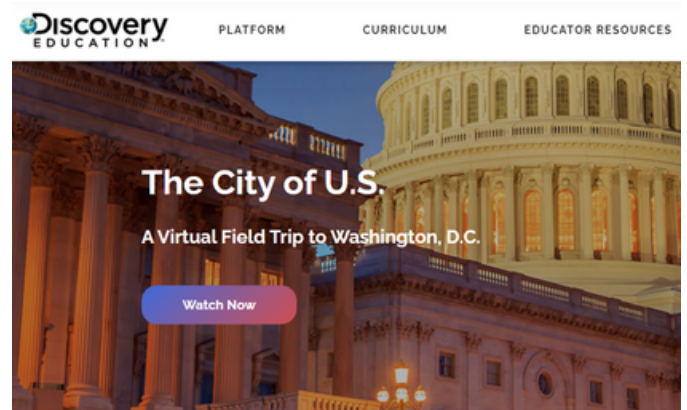 Discovery
EDUCATION
PLATFORM
CURRICULUM
EDUCATOR RESOURCES
The City of U.S.
A Virtual Field Trip to Washington, D.C.
Watch Now